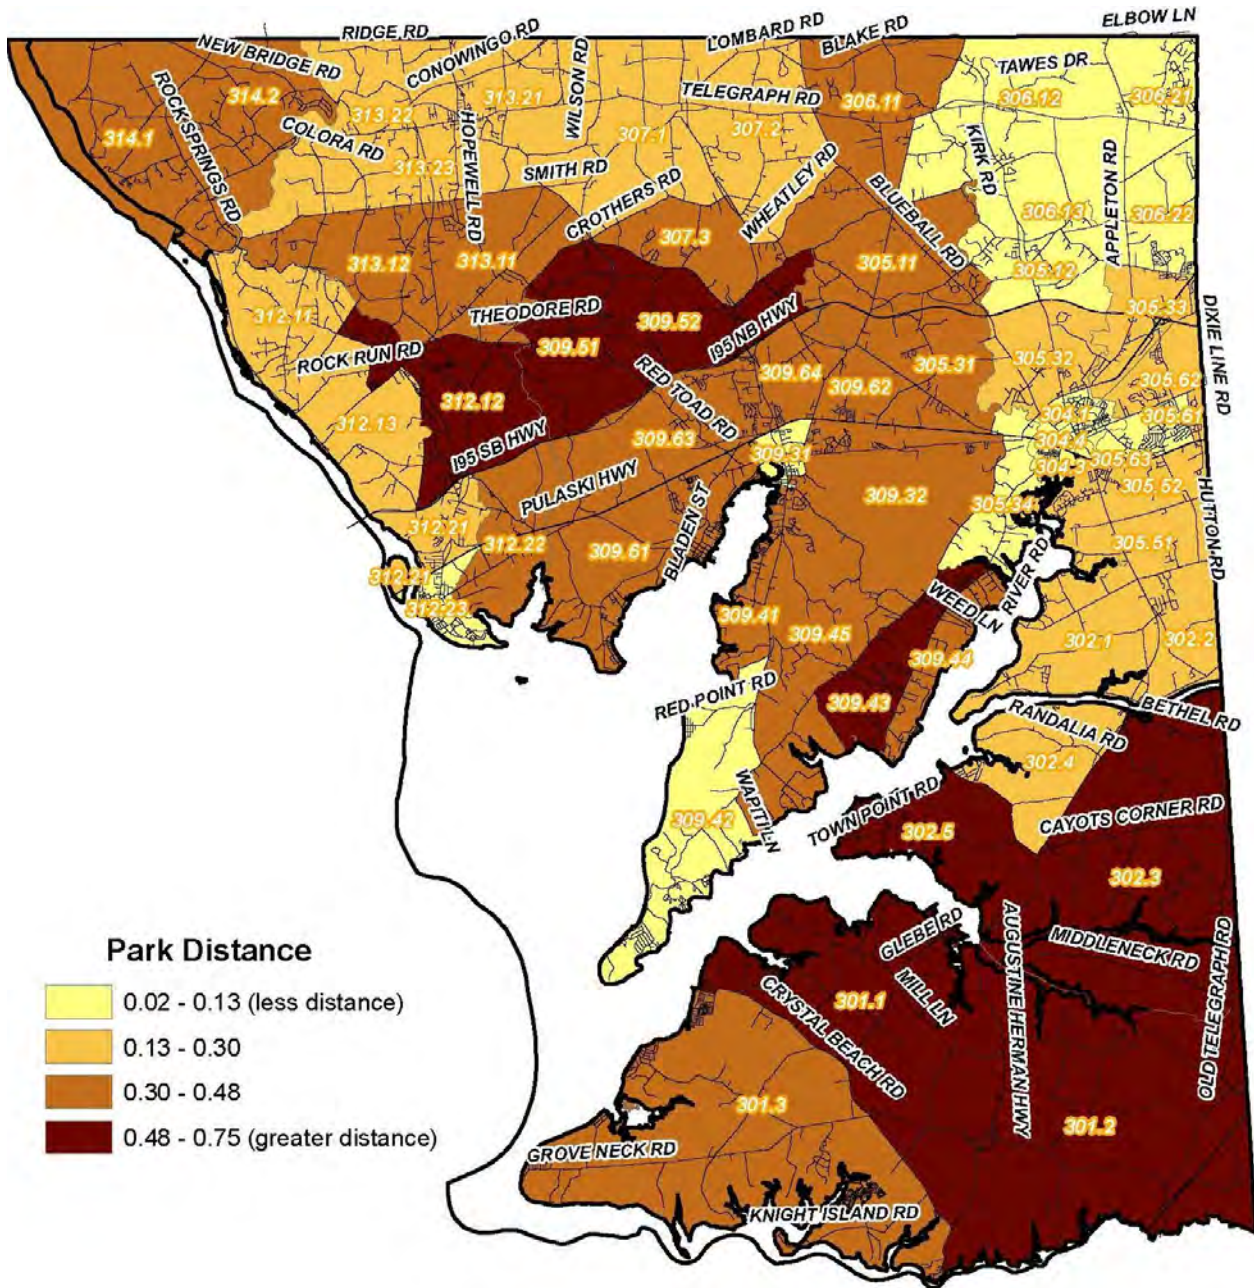 ELBOW LN
RIDGE RD
CONOWINGO RD
LOMBARD RD
BLAKE RD
NEW BRIDGE RD
WILSON RD
TAWES DR
314.2
313.22
313.21
TELEGRAPH RD
306.11
306.12
306.21
ROCK SPRINGS RD
314.1
COLORA RD
HOPEWELL RD
307.1
307.2
KIRK RD
APPLETON RD
313.23
SMITH RD
CROTHERS RD
WHEATLEY RD
BLUEBALL RD
306.13
306.22
313.12
313.11
307.3
305.11
305.12
312.11
THEODORE RD
309.52
I95 NB HWY
305.33
DIXIE LINE RD
ROCK RUN RD
309.51
RED TOAD RD
309.64
309.62
305.31
305.32
305.62
312.12
312.13
I95 SB HWY
309.63
309.31
304.1
305.61
304.4
304.3
305.63
PULASKI HWY
BLADEN ST
309.32
305.34
305.52
HUTTON RD
312.21
312.22
309.61
305.51
312.21
312.23
RIVER RD
WEED LN
309.41
309.45
309.44
302.1
302.2
RED POINT RD
309.43
RANDALIA RD
BETHEL RD
302.4
309.42
WAPITI LN
TOWN POINT RD
302.5
CAYOTS CORNER RD
302.3
GLEBE RD
AUGUSTINE HERMAN HWY
MIDDLENECK RD
OLD TELEGRAPH RD
CRYSTAL BEACH RD
301.1
MILL LN
301.3
301.2
GROVE NECK RD
KNIGHT ISLAND RD
Park Distance
0.02 - 0.13 (less distance)
0.13 - 0.30
0.30 - 0.48
0.48 - 0.75 (greater distance)